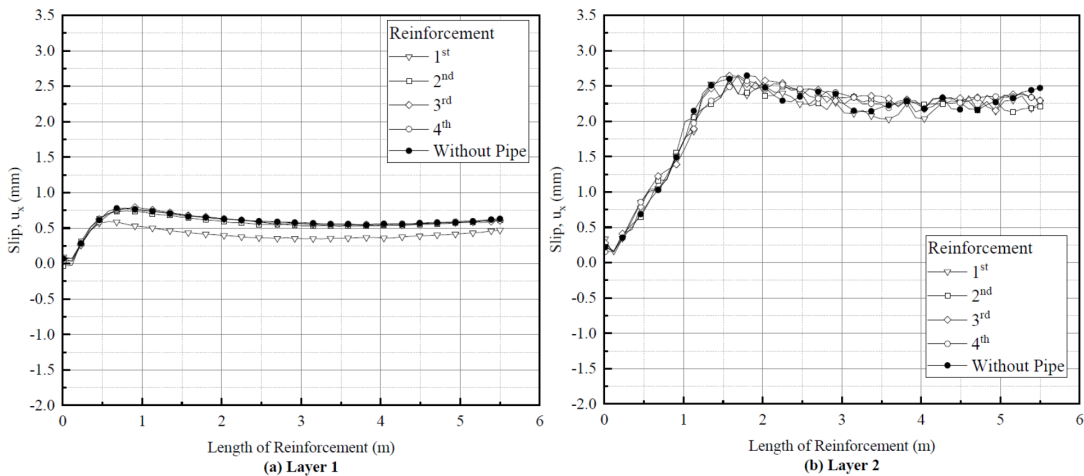 3.5
3.0
2.5
2.0
1.5
1.0
0.5
0.0
-0.5
-1.0
-1.5
-2.0
Slip, uₓ (mm)
0 1 2 3 4 5 6
Length of Reinforcement (m)
Reinforcement
1ˢᵗ
2ⁿᵈ
3ʳᵈ
4ᵗʰ
Without Pipe
(a) Layer 1
3.5
3.0
2.5
2.0
1.5
1.0
0.5
0.0
-0.5
-1.0
-1.5
-2.0
Slip, uₓ (mm)
0 1 2 3 4 5 6
Length of Reinforcement (m)
Reinforcement
1ˢᵗ
2ⁿᵈ
3ʳᵈ
4ᵗʰ
Without Pipe
(b) Layer 2